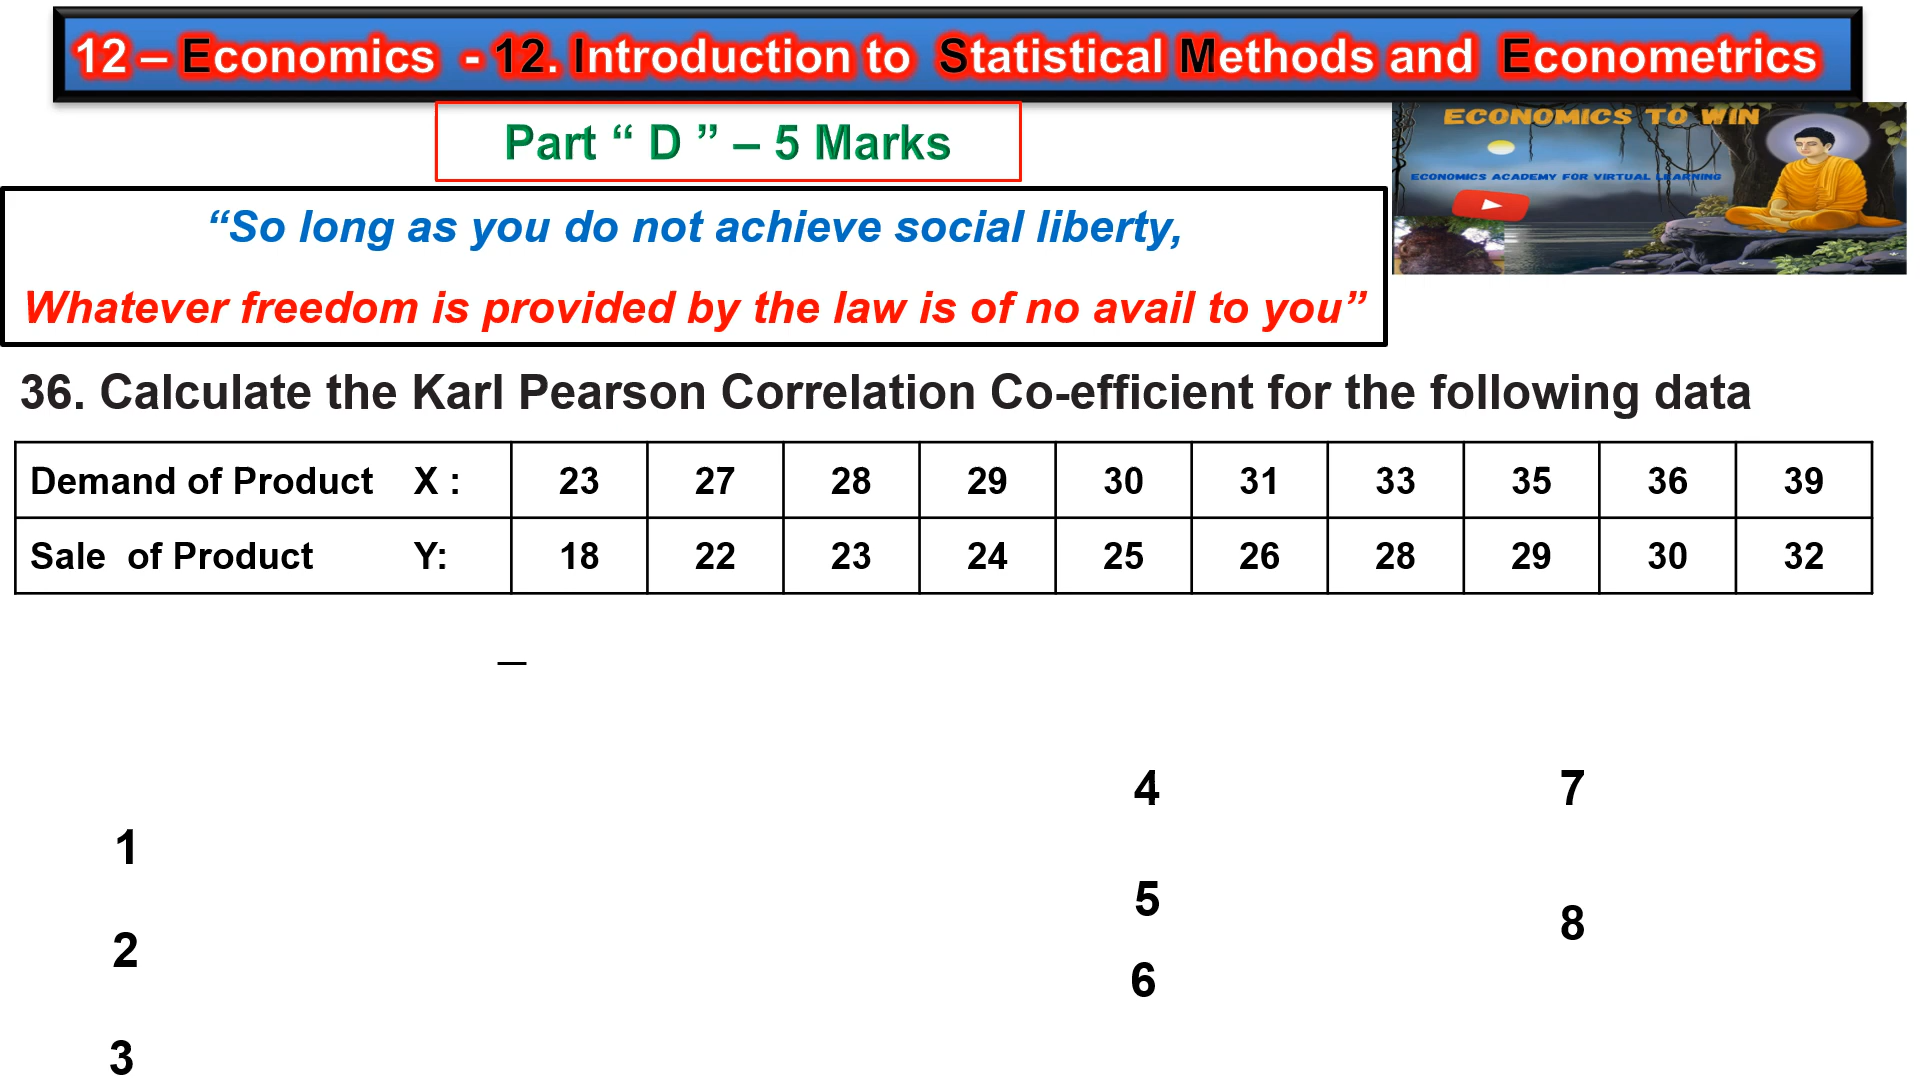 12 – Economics - 12. Introduction to Statistical Methods and Econometrics
Part “ D ” – 5 Marks
ECONOMICS TO WIN
ECONOMICS ACADEMY FOR VIRTUAL LEARNING
“So long as you do not achieve social liberty,
Whatever freedom is provided by the law is of no avail to you”
36. Calculate the Karl Pearson Correlation Co-efficient for the following data
Demand of Product X : 23 27 28 29 30 31 33 35 36 39
Sale of Product Y: 18 22 23 24 25 26 28 29 30 32
–
1
2
3
4
5
6
7
8